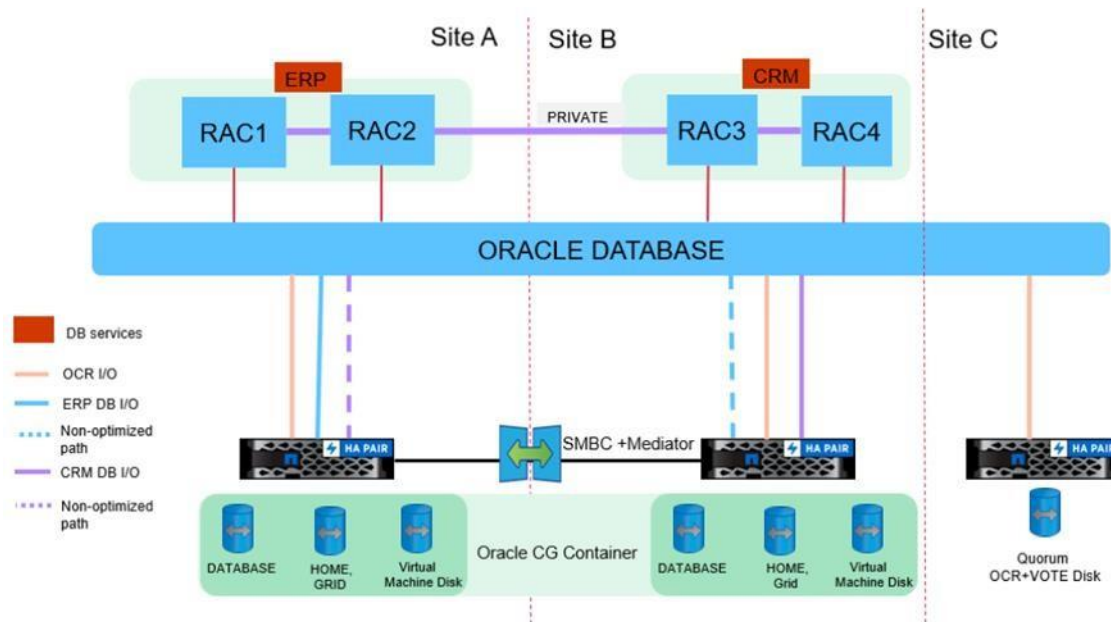 Site A
Site B
Site C
ERP
CRM
RAC1
RAC2
PRIVATE
RAC3
RAC4
ORACLE DATABASE
DB services
OCR I/O
ERP DB I/O
Non-optimized
path
CRM DB I/O
Non-optimized
path
HA PAIR
SMBC +Mediator
HA PAIR
HA PAIR
DATABASE
HOME,
GRID
Virtual
Machine Disk
Oracle CG Container
DATABASE
HOME,
Grid
Virtual
Machine Disk
Quorum
OCR+VOTE Disk